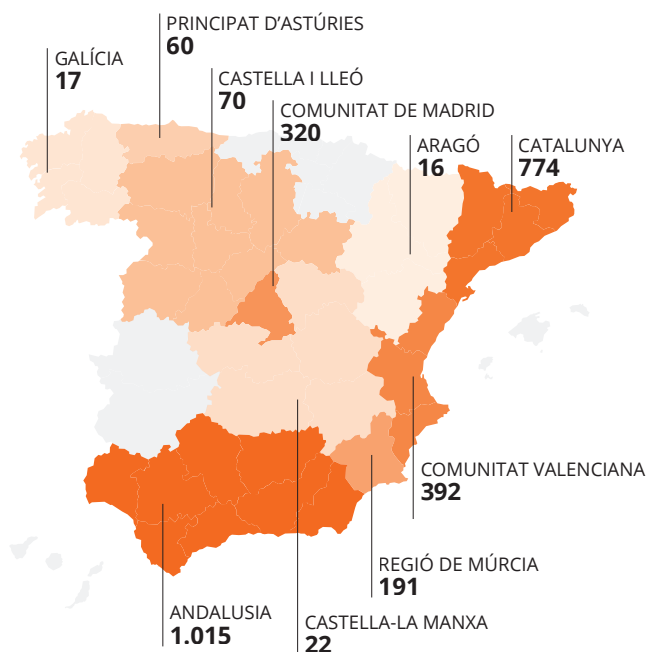 PRINCIPAT D'ASTÚRIES
60
GALÍCIA
17
CASTELLA I LLEÓ
70
COMUNITAT DE MADRID
320
ARAGÓ
16
CATALUNYA
774
COMUNITAT VALENCIANA
392
REGIÓ DE MÚRCIA
191
ANDALUSIA
1.015
CASTELLA-LA MANXA
22